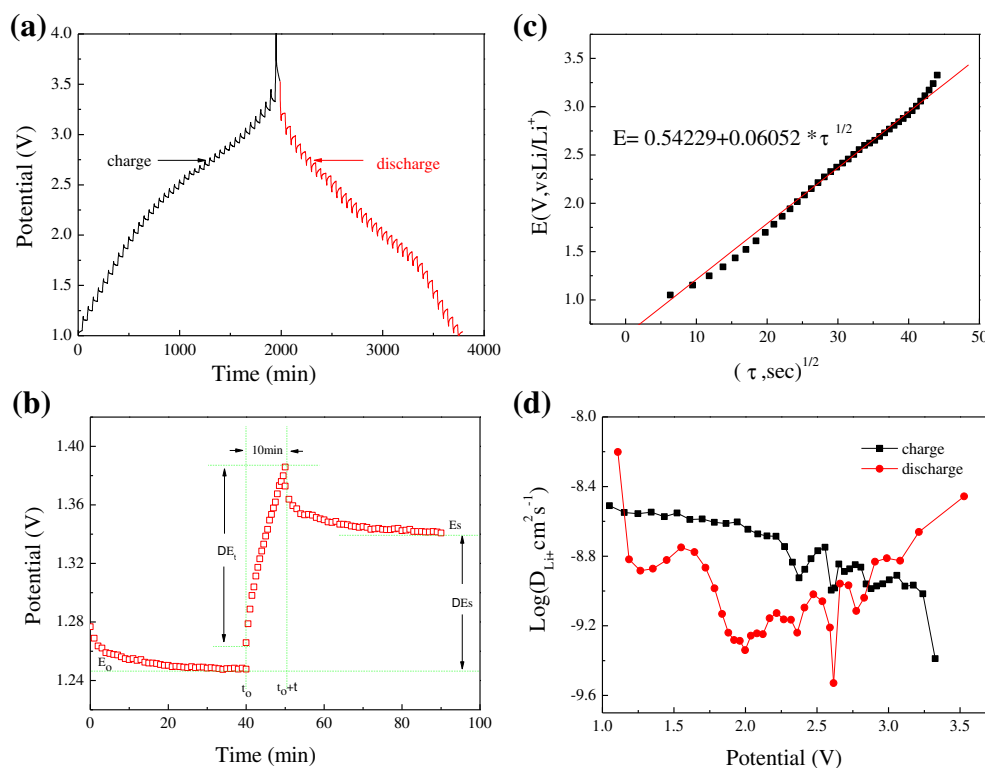 (a)
4.0
3.5
3.0
2.5
2.0
1.5
1.0
Potential (V)
charge
discharge
0 1000 2000 3000 4000
Time (min)
(b)
1.40
1.36
1.32
1.28
1.24
Potential (V)
10min
DEt
Es
DEs
Eo
to
to+t
0 20 40 60 80 100
Time (min)
(c)
4.0
3.5
3.0
2.5
2.0
1.5
1.0
E(V,vsLi/Li⁺)
E= 0.54229+0.06052 *τ 1/2
0 10 20 30 40 50
( τ ,sec)1/2
(d)
-8.0
-8.4
-8.8
-9.2
-9.6
Log(D Li+ cm²s⁻¹)
charge
discharge
1.0 1.5 2.0 2.5 3.0 3.5
Potential (V)